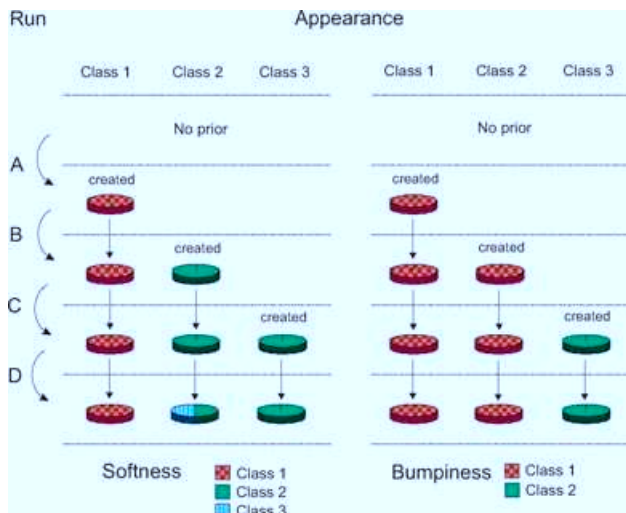 Run Appearance
Class 1 Class 2 Class 3 Class 1 Class 2 Class 3
No prior No prior
A
created created
B
created created
C
created created
D
Softness Bumpiness
Class 1 Class 1
Class 2 Class 2
Class 3